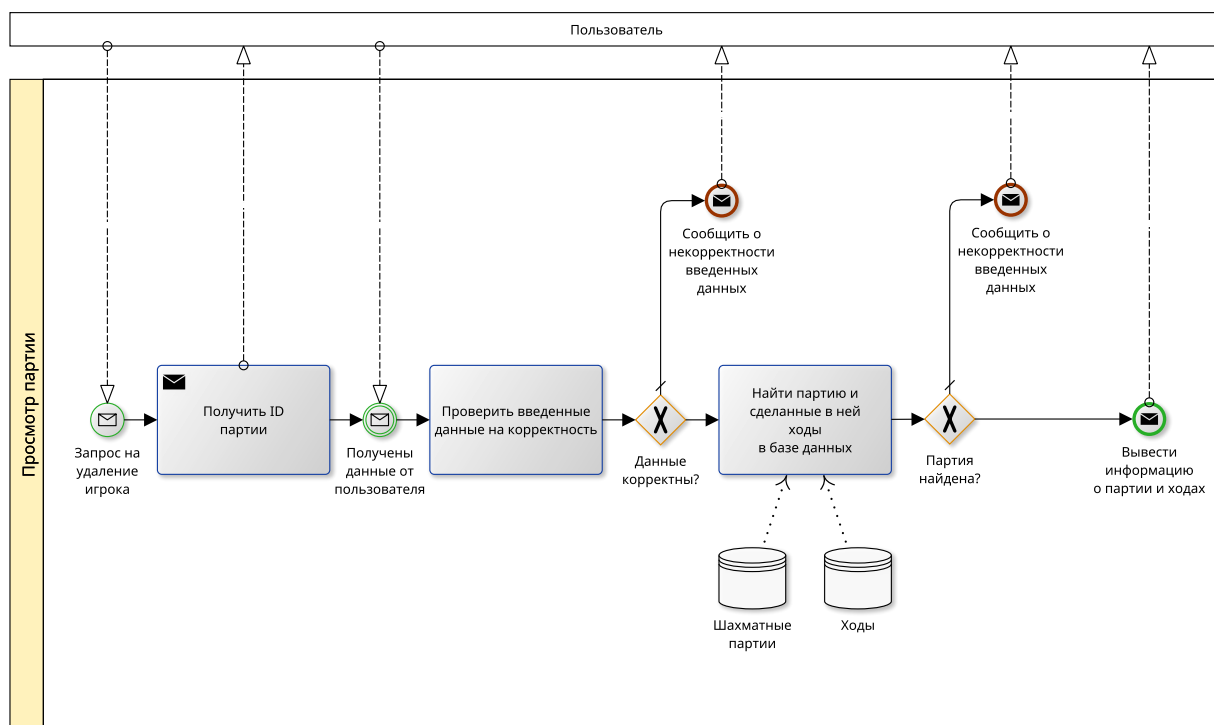 Пользователь
Просмотр партии
Запрос на
удаление
игрока
Получить ID
партии
Получены
данные от
пользователя
Проверить введенные
данные на корректность
Данные
корректны?
Сообщить о
некорректности
введенных
данных
Найти партию и
сделанные в ней
ходы
в базе данных
Шахматные
партии
Ходы
Партия
найдена?
Сообщить о
некорректности
введенных
данных
Вывести
информацию
о партии и ходах